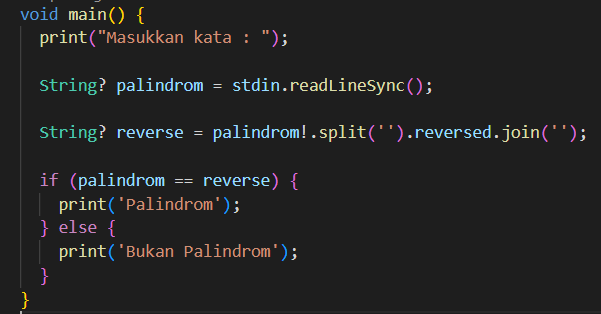 void main() {
print("Masukkan kata : ");
String? palindrom = stdin.readLineSync();
String? reverse = palindrom!.split('').reversed.join('');
if (palindrom == reverse) {
print('Palindrom');
} else {
print('Bukan Palindrom');
}
}